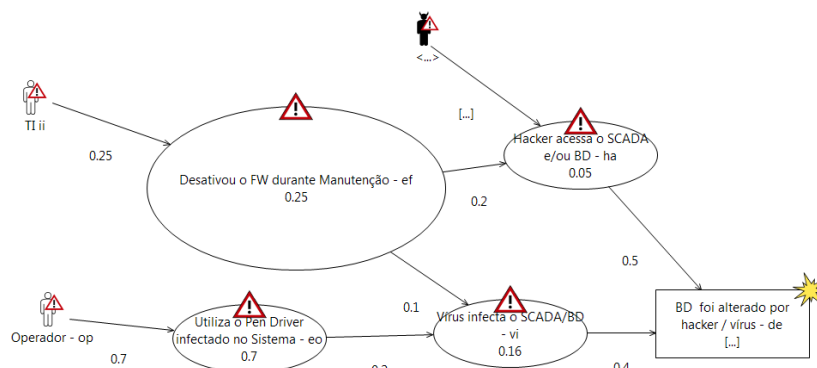 <...>
TI ii
[...]
0.25
Hacker acessa o SCADA
e/ou BD - ha
0.05
Desativou o FW durante Manutenção - ef
0.25
0.2
0.5
0.1
Operador - op
0.7
Utiliza o Pen Driver
infectado no Sistema - eo
0.7
Vírus infecta o SCADA/BD
- vi
0.16
BD foi alterado por
hacker / vírus - de
[...]